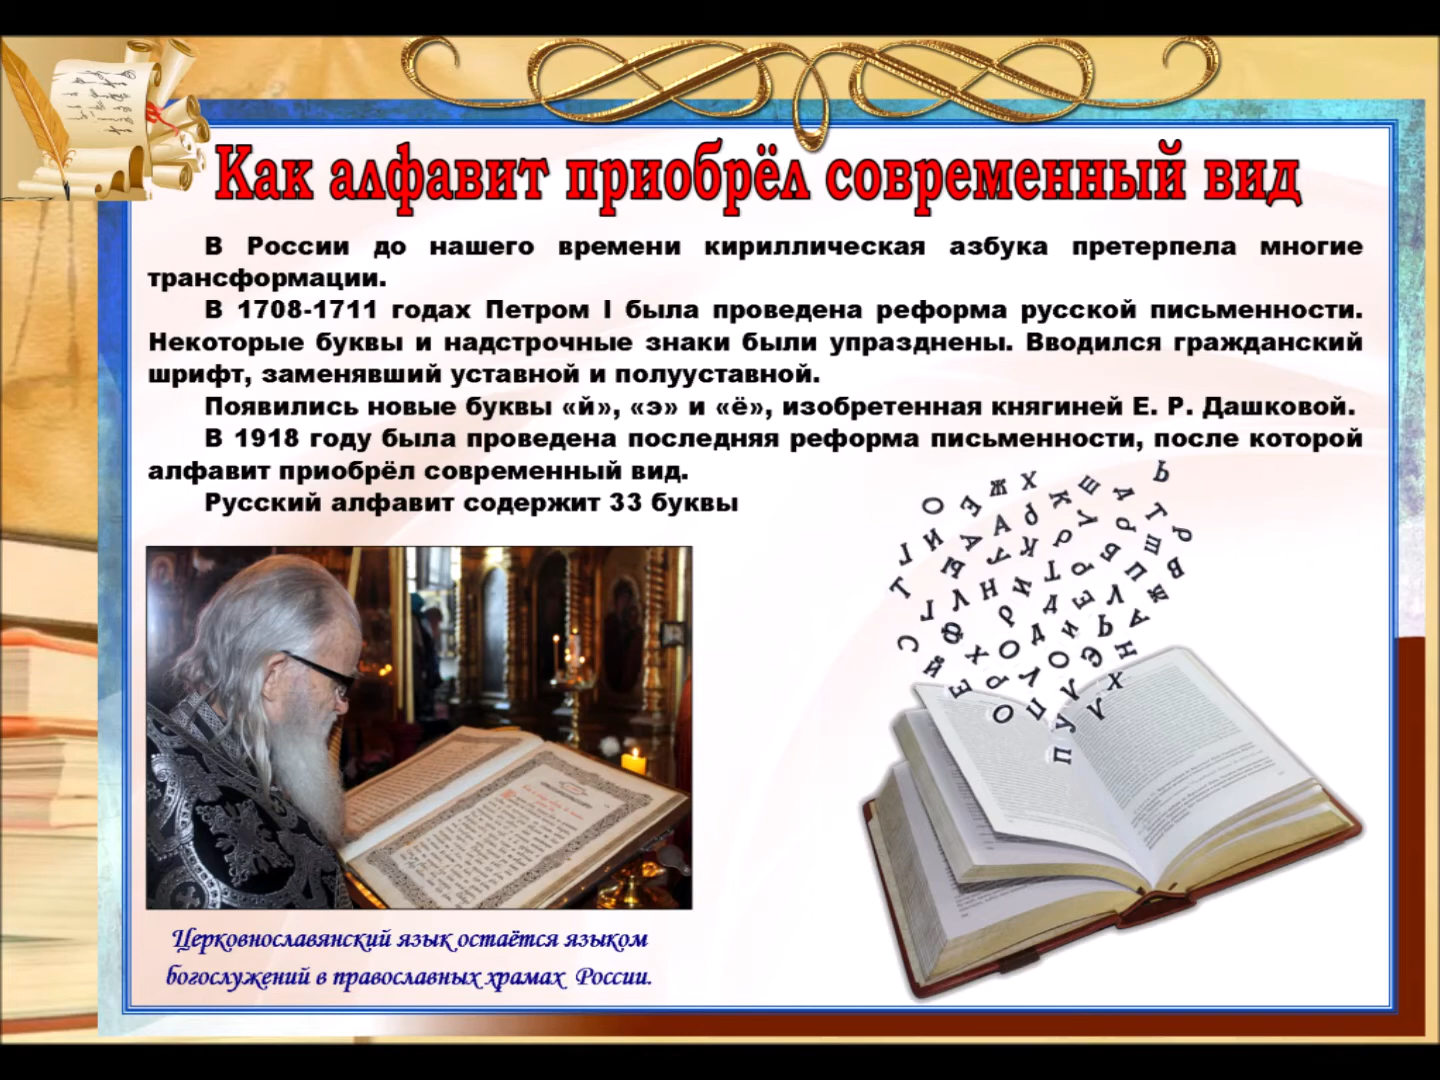 Как алфавит приобрёл современный вид
В России до нашего времени кириллическая азбука претерпела многие
трансформации.
В 1708-1711 годах Петром I была проведена реформа русской письменности.
Некоторые буквы и надстрочные знаки были упразднены. Вводился гражданский
шрифт, заменявший уставной и полууставной.
Появились новые буквы «й», «э» и «ё», изобретенная княгиней Е. Р. Дашковой.
В 1918 году была проведена последняя реформа письменности, после которой
алфавит приобрёл современный вид.
Русский алфавит содержит 33 буквы
Церковнославянский язык остаётся языком
богослужений в православных храмах России.